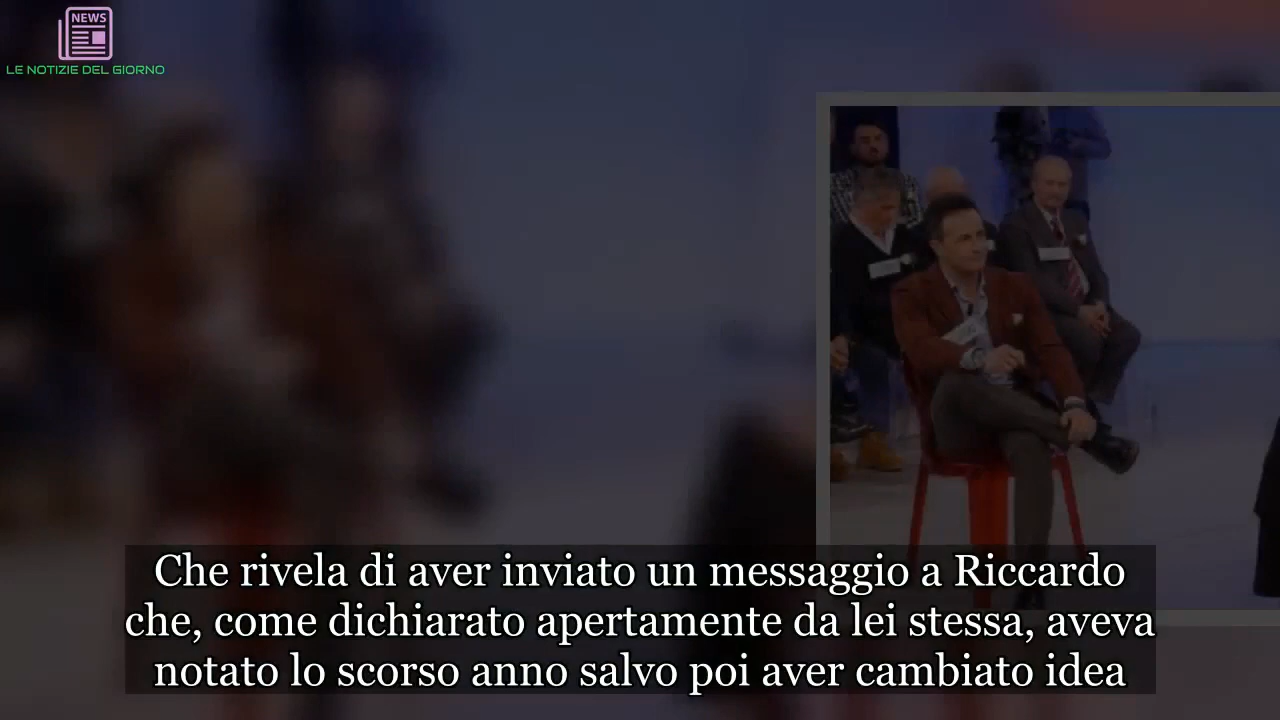 NEWS
LE NOTIZIE DEL GIORNO
Che rivela di aver inviato un messaggio a Riccardo
che, come dichiarato apertamente da lei stessa, aveva
notato lo scorso anno salvo poi aver cambiato idea